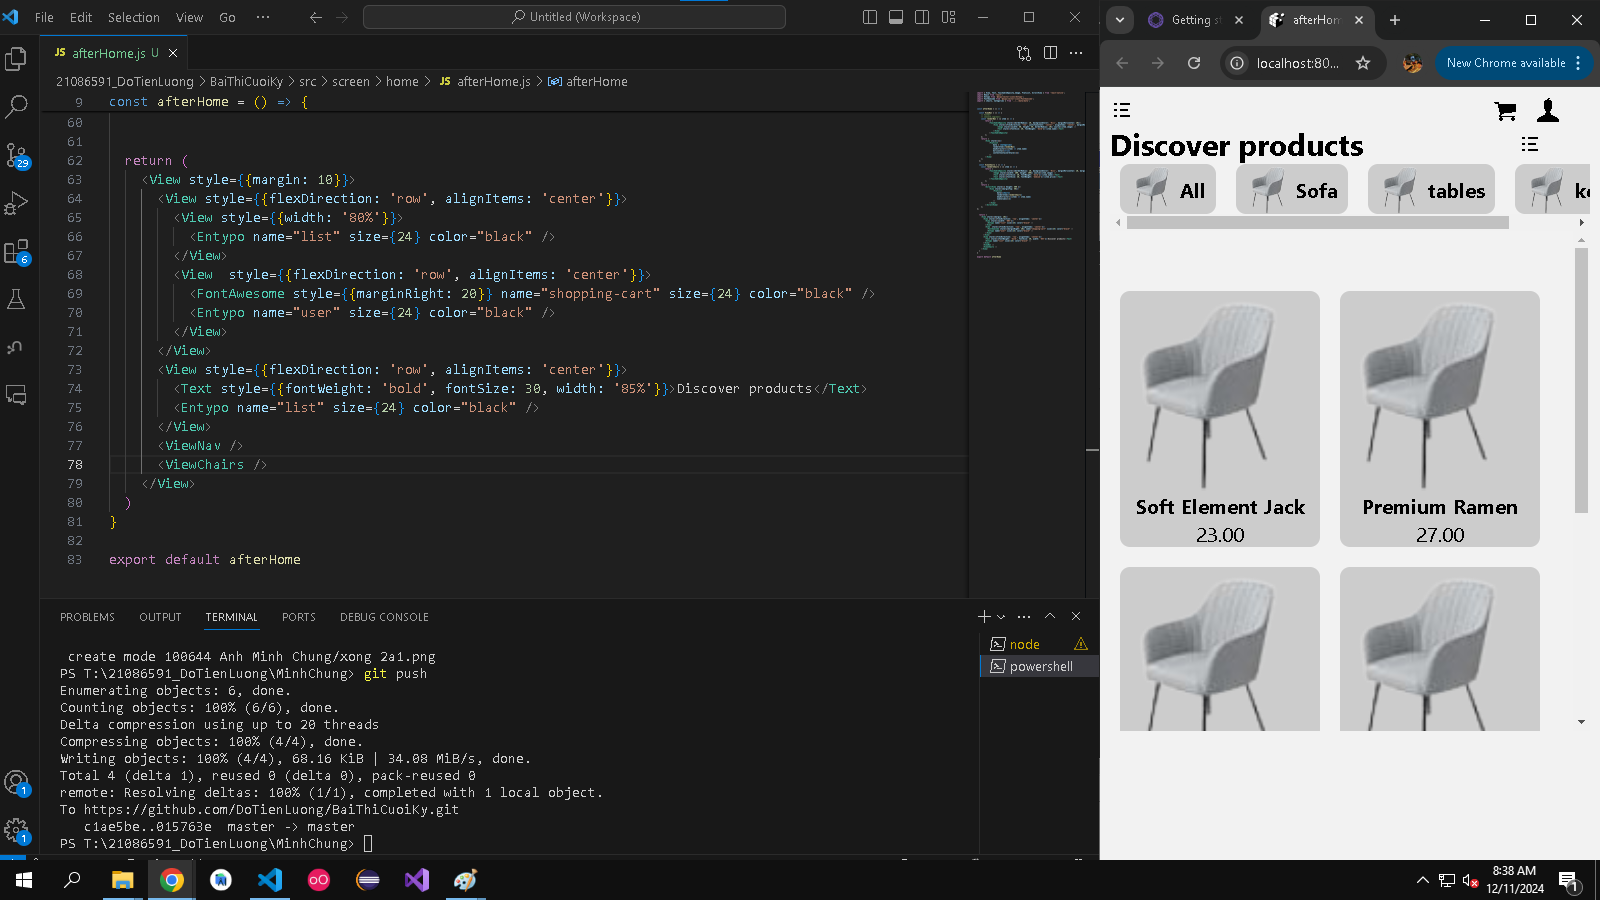 File Edit Selection View Go ··· Untitled (Workspace)
JS afterHome.js U
21086591_DoTienLuong > BaiThiCuoiKy > src > screen > home > JS afterHome.js > afterHome
9 const afterHome = () => {
60
61
62 return (
63 <View style={{margin: 10}}>
64 <View style={{flexDirection: 'row', alignItems: 'center'}}>
65 <View style={{width: '80%'}}>
66 <Entypo name="list" size={24} color="black" />
67 </View>
68 <View style={{flexDirection: 'row', alignItems: 'center'}}>
69 <FontAwesome style={{marginRight: 20}} name="shopping-cart" size={24} color="black" />
70 <Entypo name="user" size={24} color="black" />
71 </View>
72 </View>
73 <View style={{flexDirection: 'row', alignItems: 'center'}}>
74 <Text style={{fontWeight: 'bold', fontSize: 30, width: '85%'}}>Discover products</Text>
75 <Entypo name="list" size={24} color="black" />
76 </View>
77 <ViewNav />
78 <ViewChairs />
79 </View>
80 )
81 }
82
83 export default afterHome
29
6
1
1
PROBLEMS OUTPUT TERMINAL PORTS DEBUG CONSOLE
create mode 100644 Anh Minh Chung/xong 2a1.png
PS T:\21086591_DoTienLuong\MinhChung> git push
Enumerating objects: 6, done.
Counting objects: 100% (6/6), done.
Delta compression using up to 20 threads
Compressing objects: 100% (4/4), done.
Writing objects: 100% (4/4), 68.16 KiB | 34.08 MiB/s, done.
Total 4 (delta 1), reused 0 (delta 0), pack-reused 0
remote: Resolving deltas: 100% (1/1), completed with 1 local object.
To https://github.com/DoTienLuong/BaiThiCuoiKy.git
c1ae5be..015763e master -> master
PS T:\21086591_DoTienLuong\MinhChung>
node
powershell
Getting s
afterHom
localhost:80...
New Chrome available
Discover products
All Sofa tables
Soft Element Jack
23.00
Premium Ramen
27.00
8:38 AM
12/11/2024
1